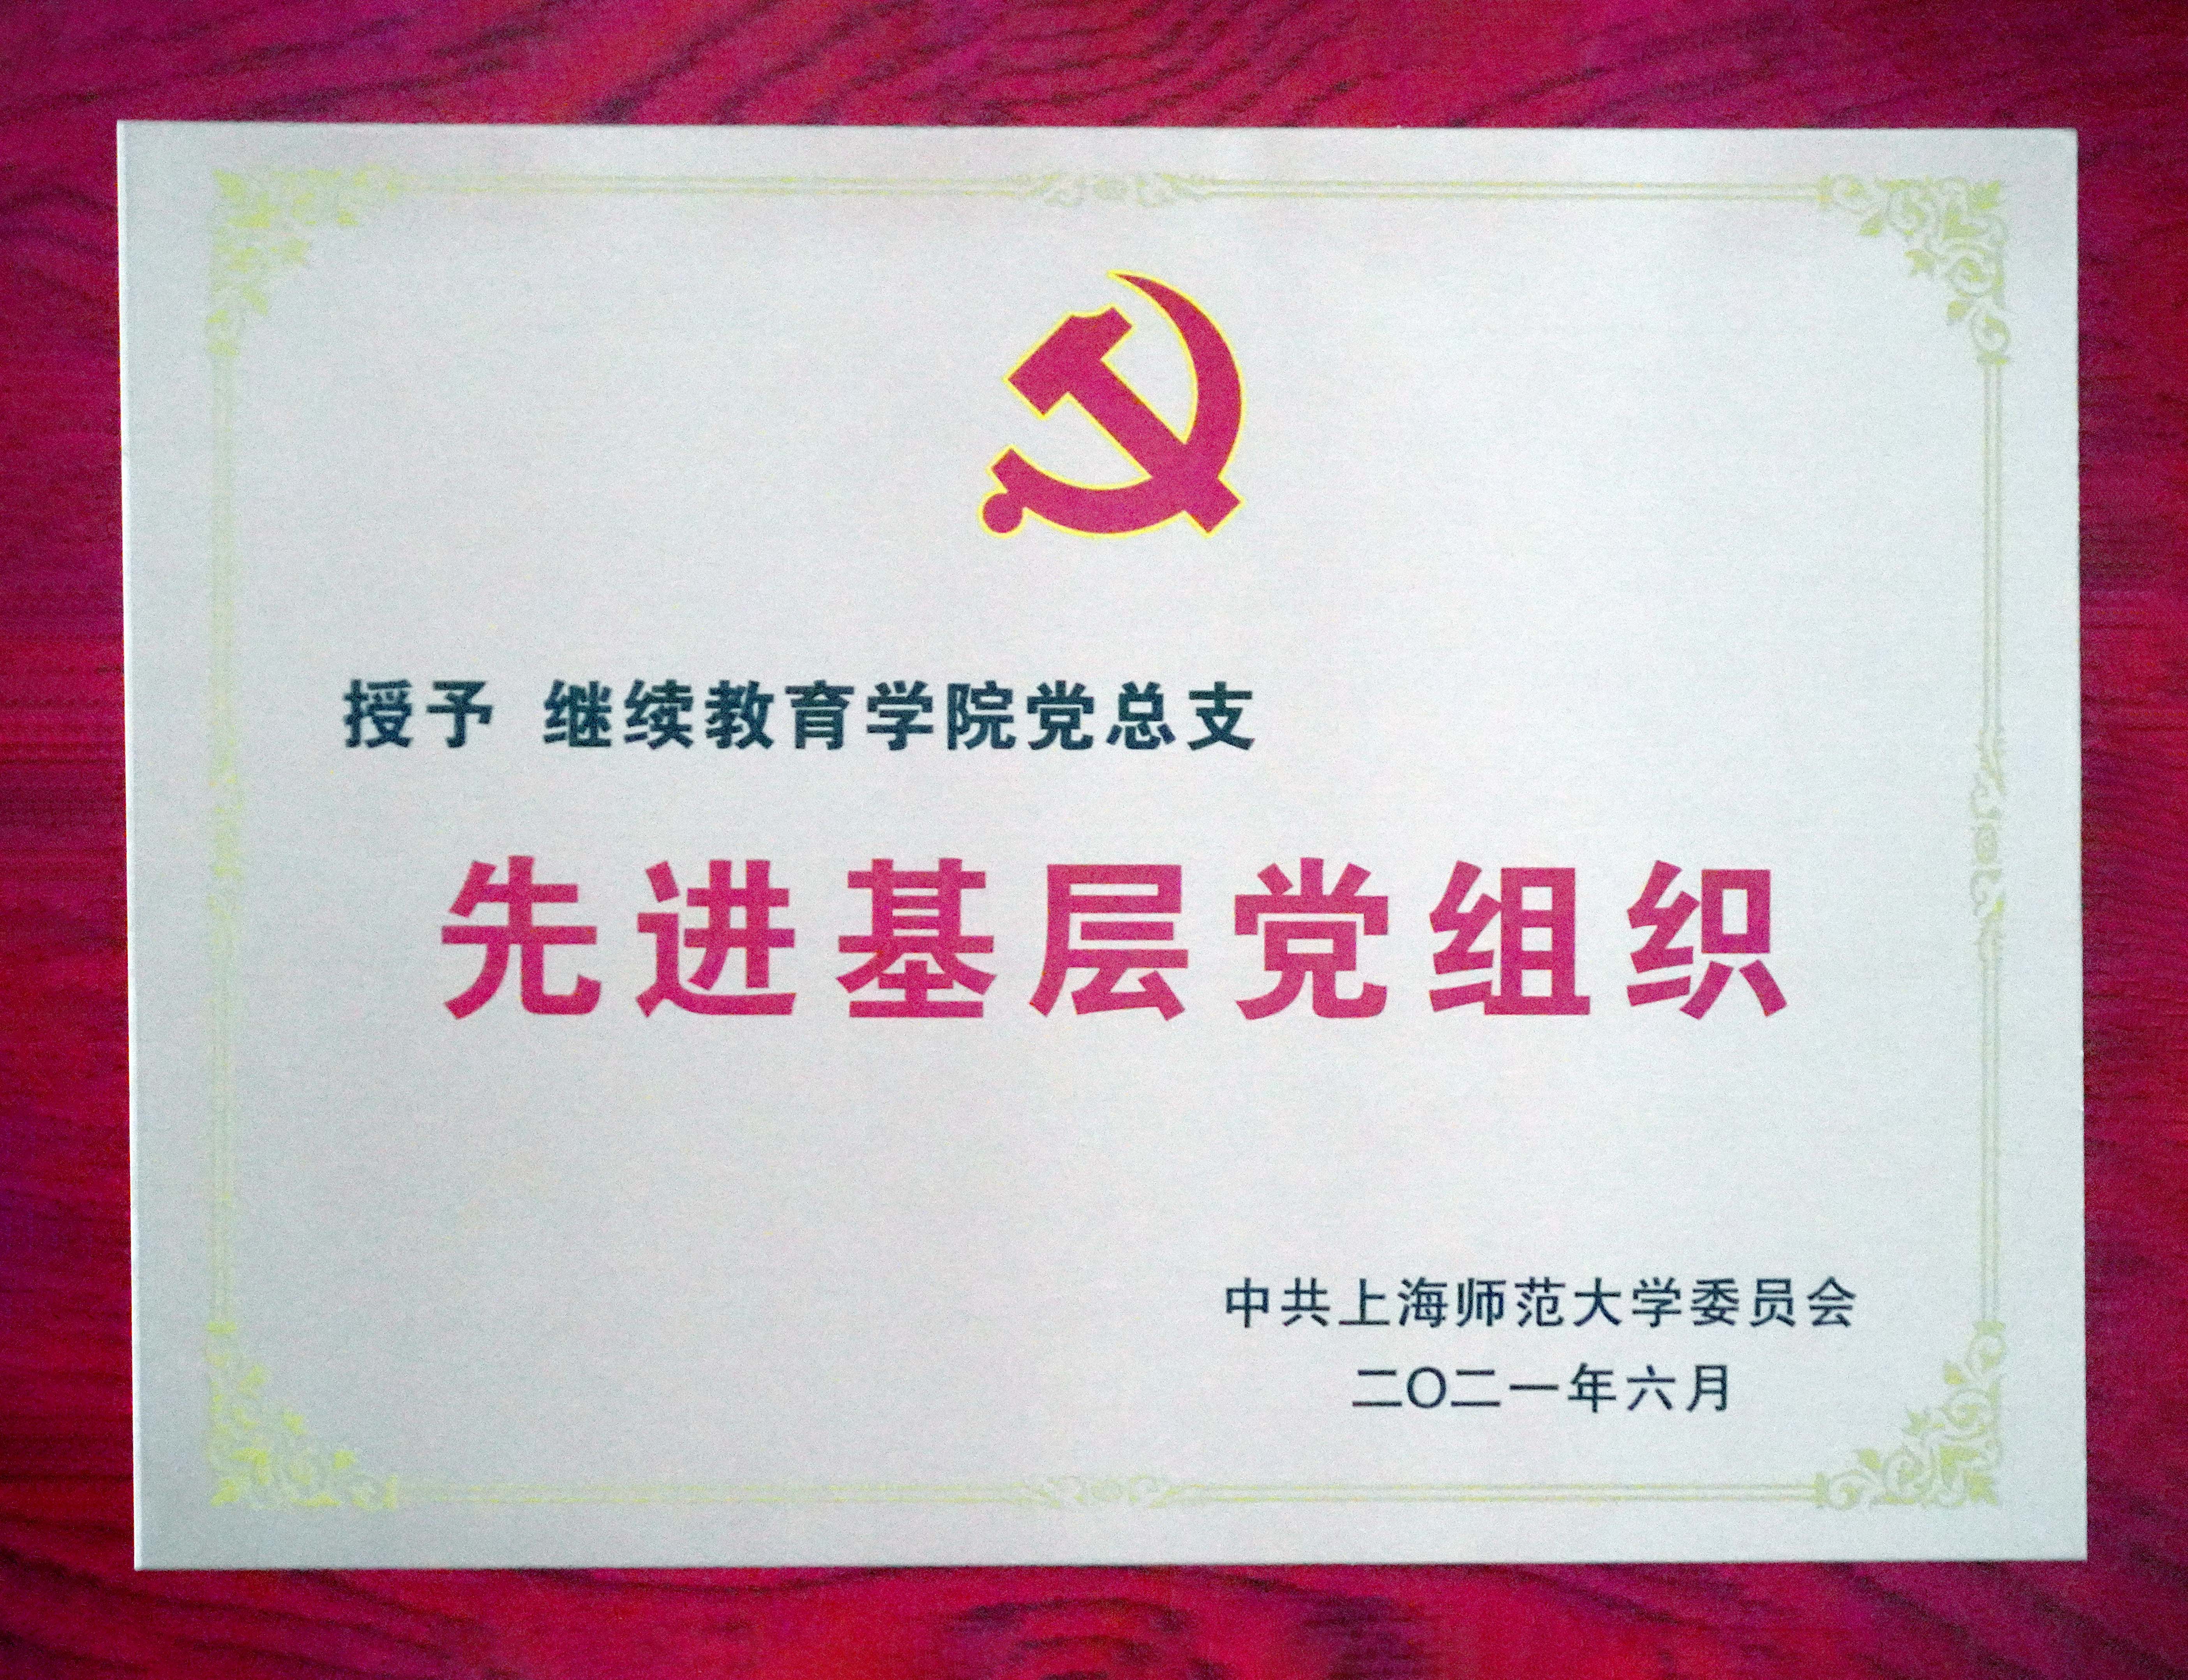 授予 继续教育学院党总支
先进基层党组织
中共上海师范大学委员会
二〇二一年六月